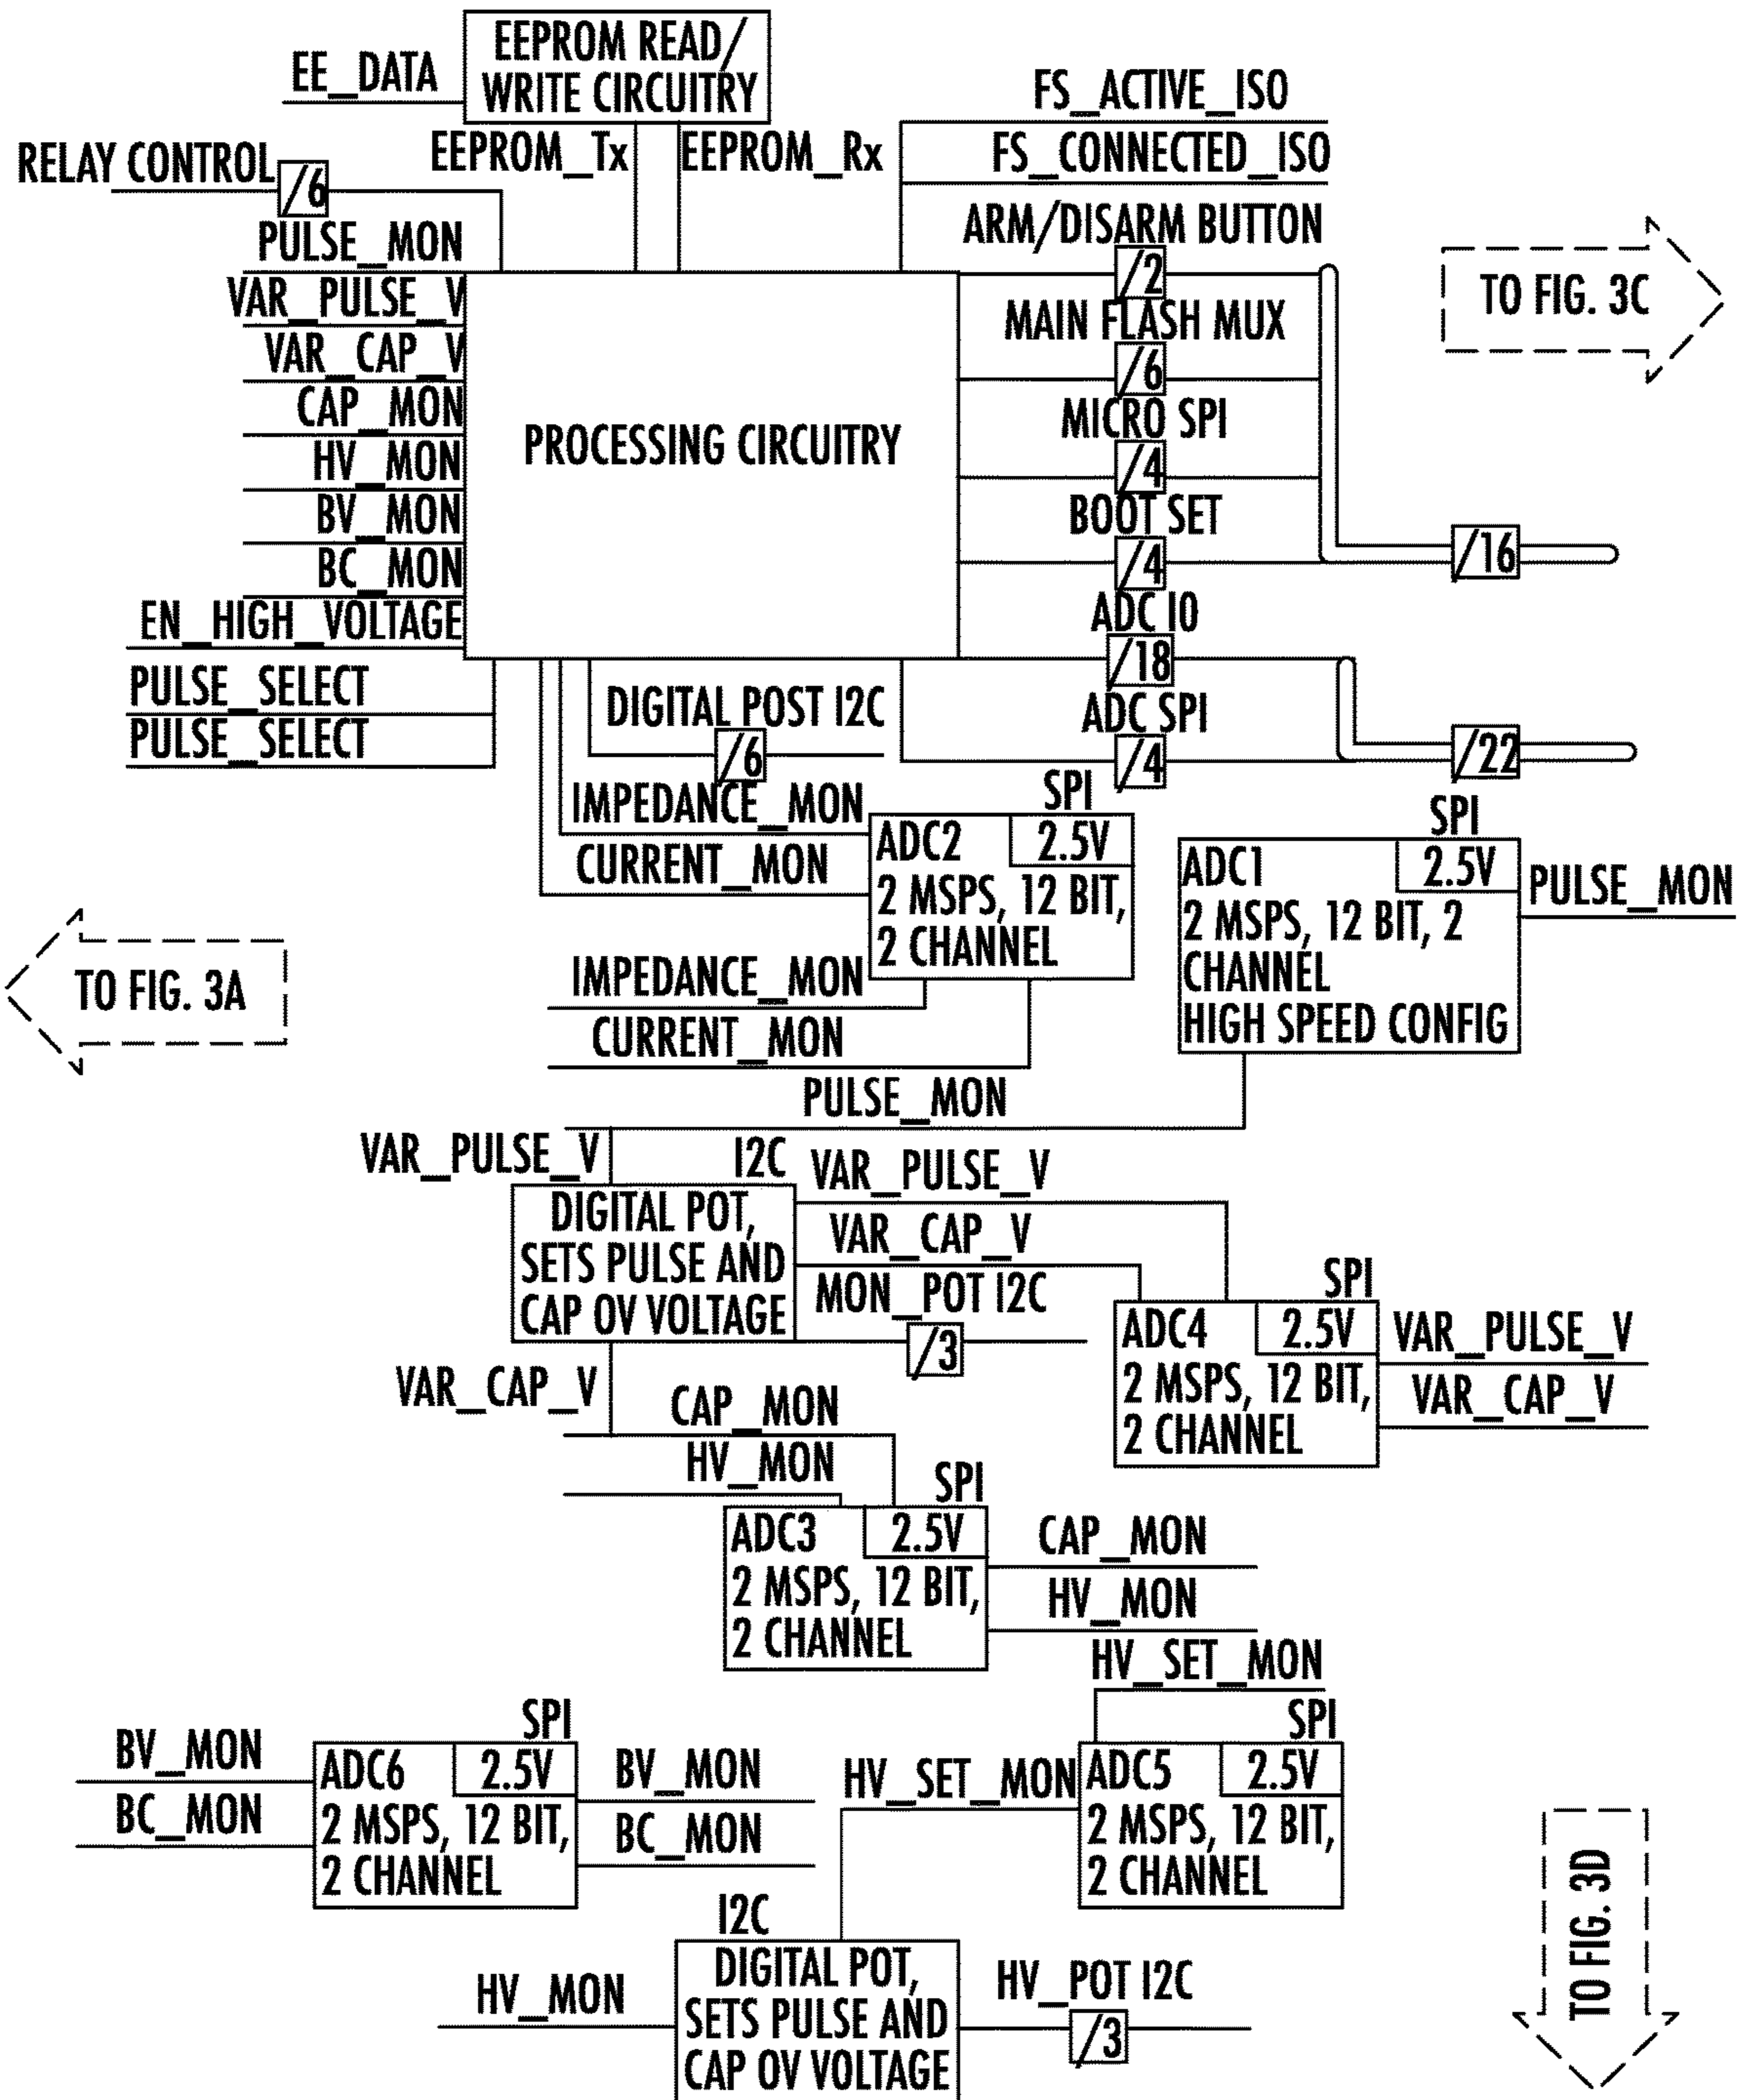 EEPROM READ/
WRITE CIRCUITRY
EE_DATA
FS_ACTIVE_ISO
EEPROM_Tx
EEPROM_Rx
FS_CONNECTED_ISO
RELAY CONTROL
/6
ARM/DISARM BUTTON
/2
PULSE_MON
VAR_PULSE_V
VAR_CAP_V
CAP_MON
HV_MON
BV_MON
BC_MON
EN_HIGH_VOLTAGE
PULSE_SELECT
PULSE_SELECT
PROCESSING CIRCUITRY
MAIN FLASH MUX
/6
MICRO SPI
/4
BOOT SET
/4
/16
ADC IO
/18
ADC SPI
/4
/22
TO FIG. 3C
DIGITAL POST I2C
/6
IMPEDANCE_MON
CURRENT_MON
SPI
ADC2
2.5V
2 MSPS, 12 BIT,
2 CHANNEL
SPI
ADC1
2.5V
2 MSPS, 12 BIT, 2
CHANNEL
HIGH SPEED CONFIG
PULSE_MON
TO FIG. 3A
IMPEDANCE_MON
CURRENT_MON
PULSE_MON
VAR_PULSE_V
I2C
DIGITAL POT,
SETS PULSE AND
CAP OV VOLTAGE
VAR_PULSE_V
VAR_CAP_V
MON_POT I2C
/3
SPI
ADC4
2.5V
2 MSPS, 12 BIT,
2 CHANNEL
VAR_PULSE_V
VAR_CAP_V
VAR_CAP_V
CAP_MON
HV_MON
SPI
ADC3
2.5V
2 MSPS, 12 BIT,
2 CHANNEL
CAP_MON
HV_MON
HV_SET_MON
SPI
BV_MON
BC_MON
SPI
ADC6
2.5V
2 MSPS, 12 BIT,
2 CHANNEL
BV_MON
BC_MON
HV_SET_MON
ADC5
2.5V
2 MSPS, 12 BIT,
2 CHANNEL
I2C
DIGITAL POT,
SETS PULSE AND
CAP OV VOLTAGE
HV_MON
HV_POT I2C
/3
TO FIG. 3D